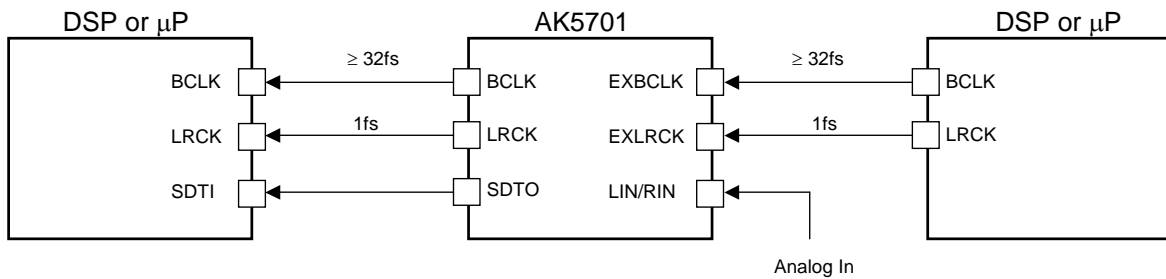 DSP or μP
AK5701
DSP or μP
≥ 32fs
≥ 32fs
BCLK
BCLK
EXBCLK
BCLK
1fs
1fs
LRCK
LRCK
EXLRCK
LRCK
SDTI
SDTO
LIN/RIN
Analog In